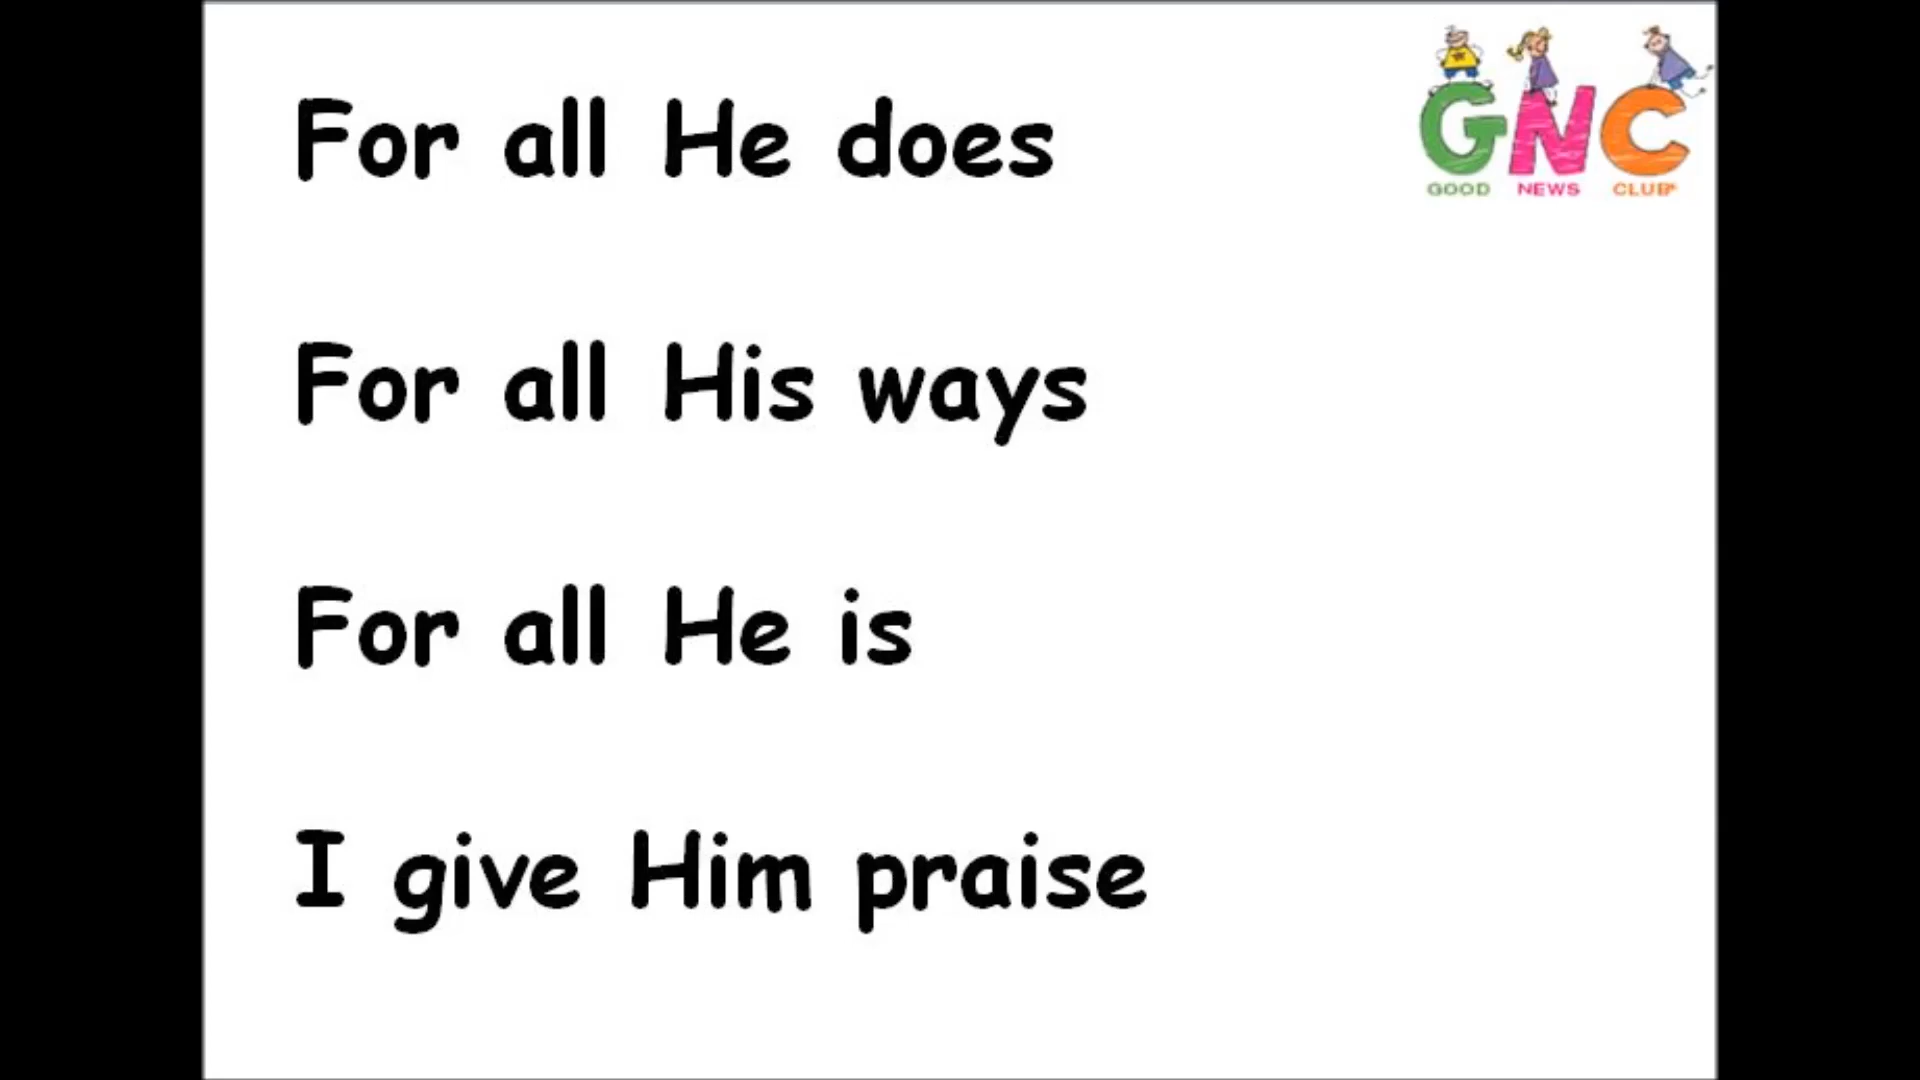 For all He does
For all His ways
For all He is
I give Him praise
GNC
GOOD NEWS CLUB®